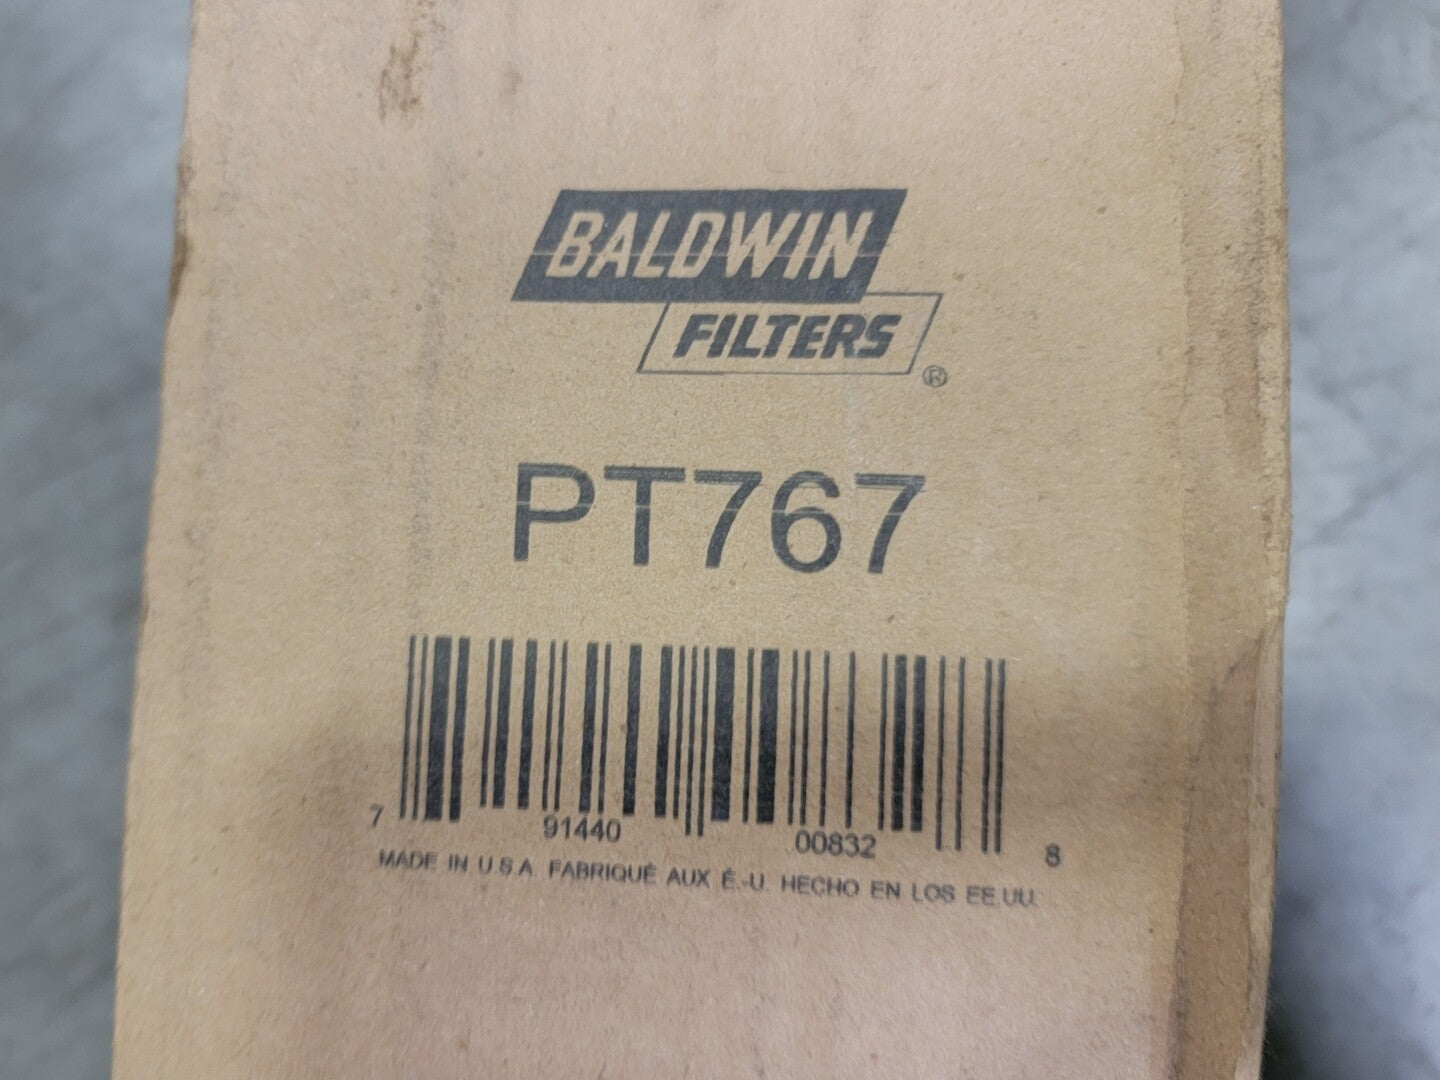 BALDWIN
FILTERS
®
PT767
7 91440 00832 8
MADE IN U.S.A. FABRIQUÉ AUX É.-U. HECHO EN LOS EE.UU.